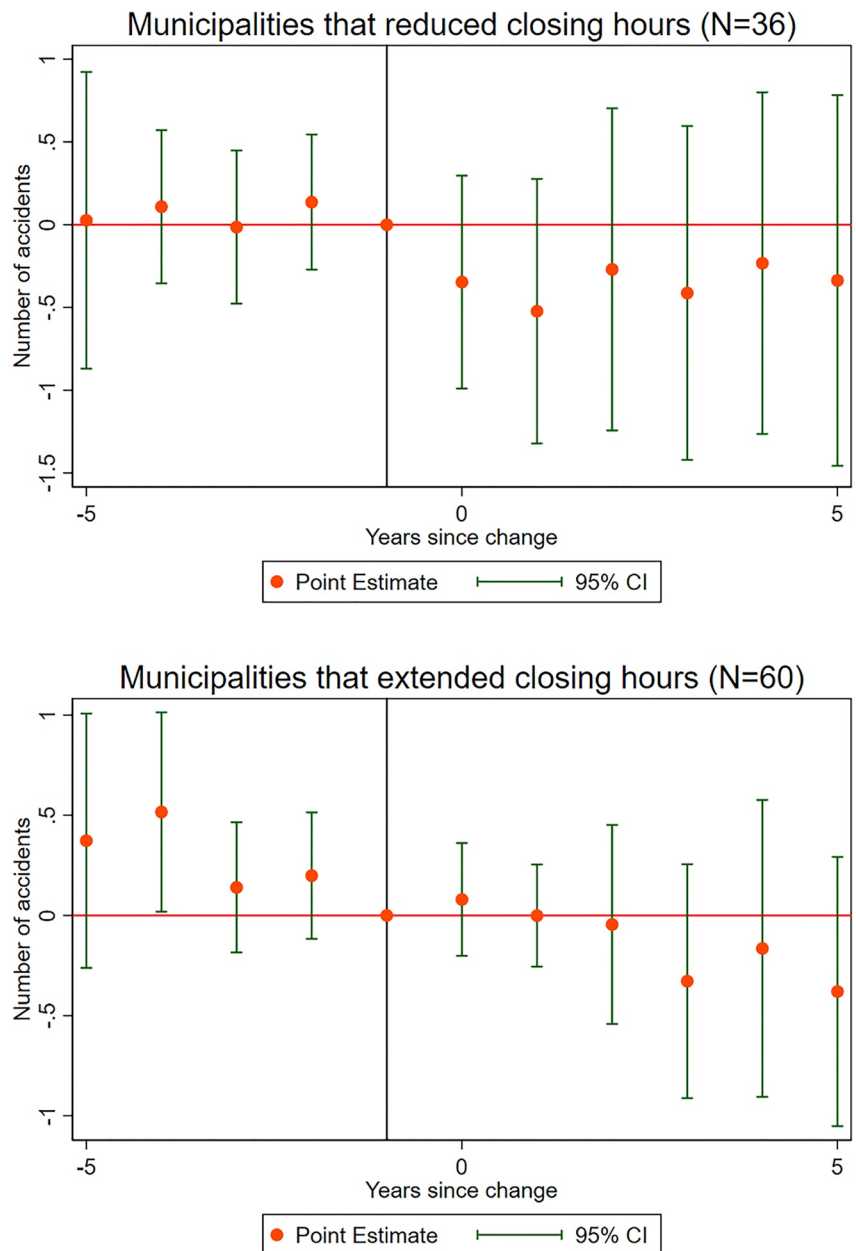 Municipalities that reduced closing hours (N=36)
1
.5
0
-.5
-1
-1.5
Number of accidents
-5
0
5
Years since change
Point Estimate
95% CI
Municipalities that extended closing hours (N=60)
1
.5
0
-.5
-1
Number of accidents
-5
0
5
Years since change
Point Estimate
95% CI